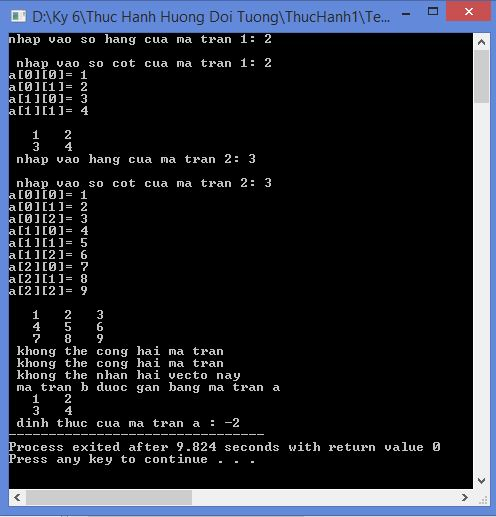 D:\Ky 6\Thuc Hanh Huong Doi Tuong\ThucHanh1\Te...
nhap vao so hang cua ma tran 1: 2
nhap vao so cot cua ma tran 1: 2
a[0][0]= 1
a[0][1]= 2
a[1][0]= 3
a[1][1]= 4
1 2
3 4
nhap vao hang cua ma tran 2: 3
nhap vao so cot cua ma tran 2: 3
a[0][0]= 1
a[0][1]= 2
a[0][2]= 3
a[1][0]= 4
a[1][1]= 5
a[1][2]= 6
a[2][0]= 7
a[2][1]= 8
a[2][2]= 9
1 2 3
4 5 6
7 8 9
khong the cong hai ma tran
khong the cong hai ma tran
khong the nhan hai vecto nay
ma tran b duoc gan bang ma tran a
1 2
3 4
dinh thuc cua ma tran a : -2
--------------------------------
Process exited after 9.824 seconds with return value 0
Press any key to continue . . .